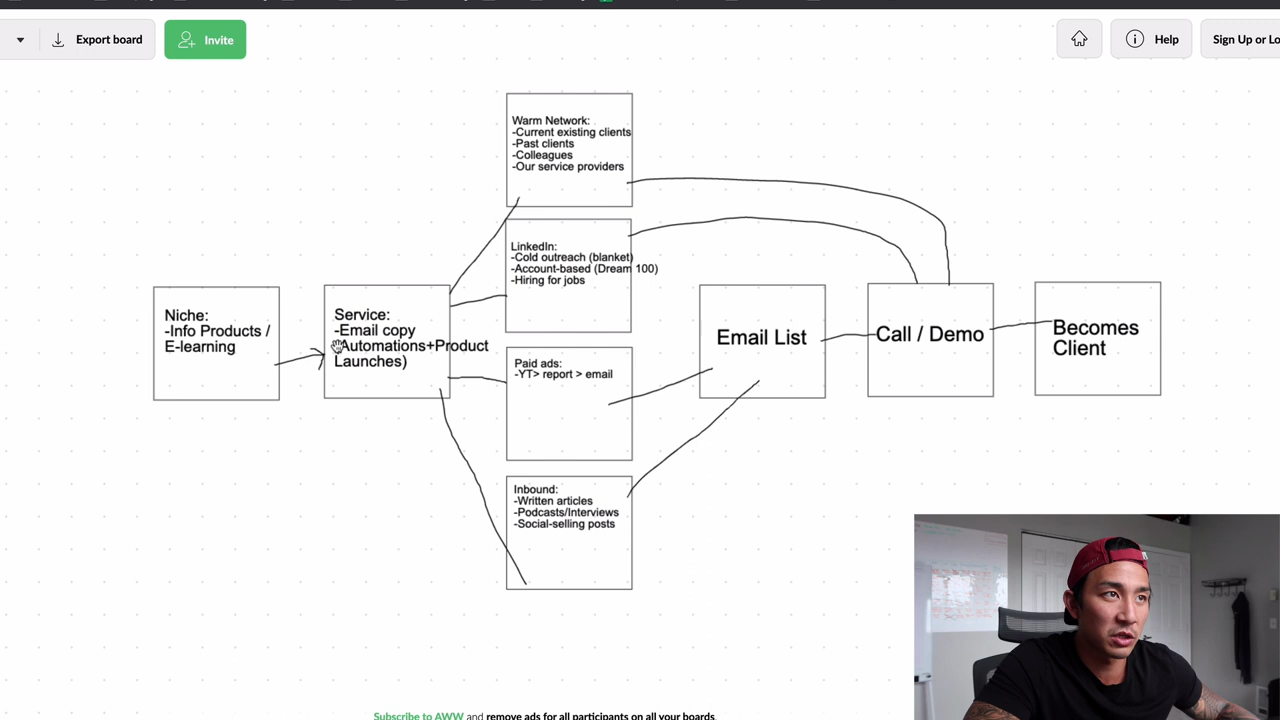 Export board
Invite
Help
Sign Up or Lo
Warm Network:
-Current existing clients
-Past clients
-Colleagues
-Our service providers
LinkedIn:
-Cold outreach (blanket)
-Account-based (Dream 100)
-Hiring for jobs
Niche:
-Info Products /
E-learning
Service:
-Email copy
Automations+Product
Launches)
Paid ads:
-YT> report > email
Inbound:
-Written articles
-Podcasts/Interviews
-Social-selling posts
Email List
Call / Demo
Becomes
Client
Subscribe to AWW and remove ads for all participants on all your boards.